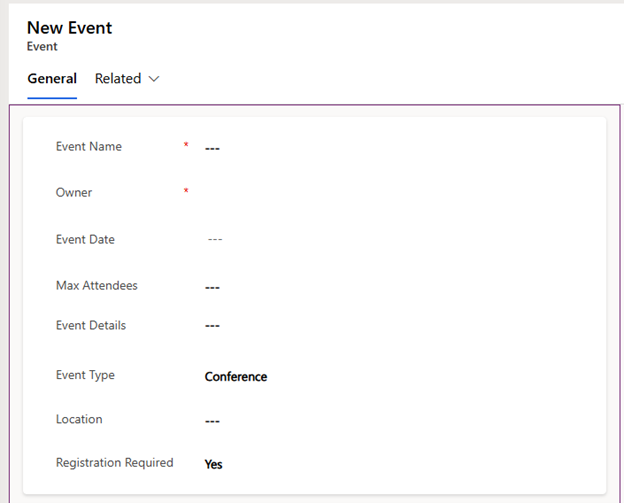 New Event
Event
General Related
Event Name * ---
Owner *
Event Date ---
Max Attendees ---
Event Details ---
Event Type Conference
Location ---
Registration Required Yes